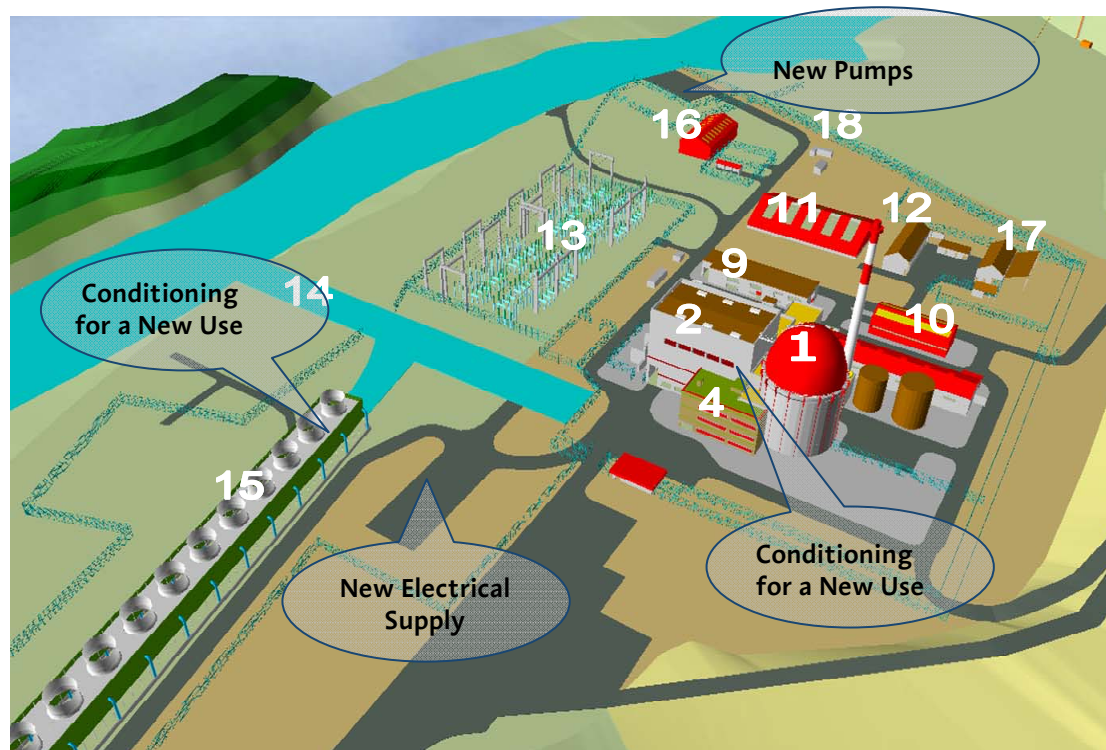 New Pumps
16
18
11
12
17
13
9
Conditioning
for a New Use
14
2
1
10
4
15
New Electrical
Supply
Conditioning
for a New Use